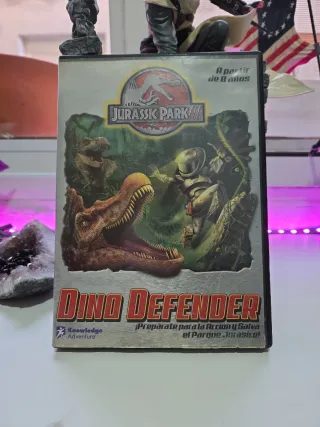 A partir
de 8 años
JURASSIC PARK III
DINO DEFENDER
¡Prepárate para la Acción y Salva
el Parque Jurásico!
Knowledge
Adventure